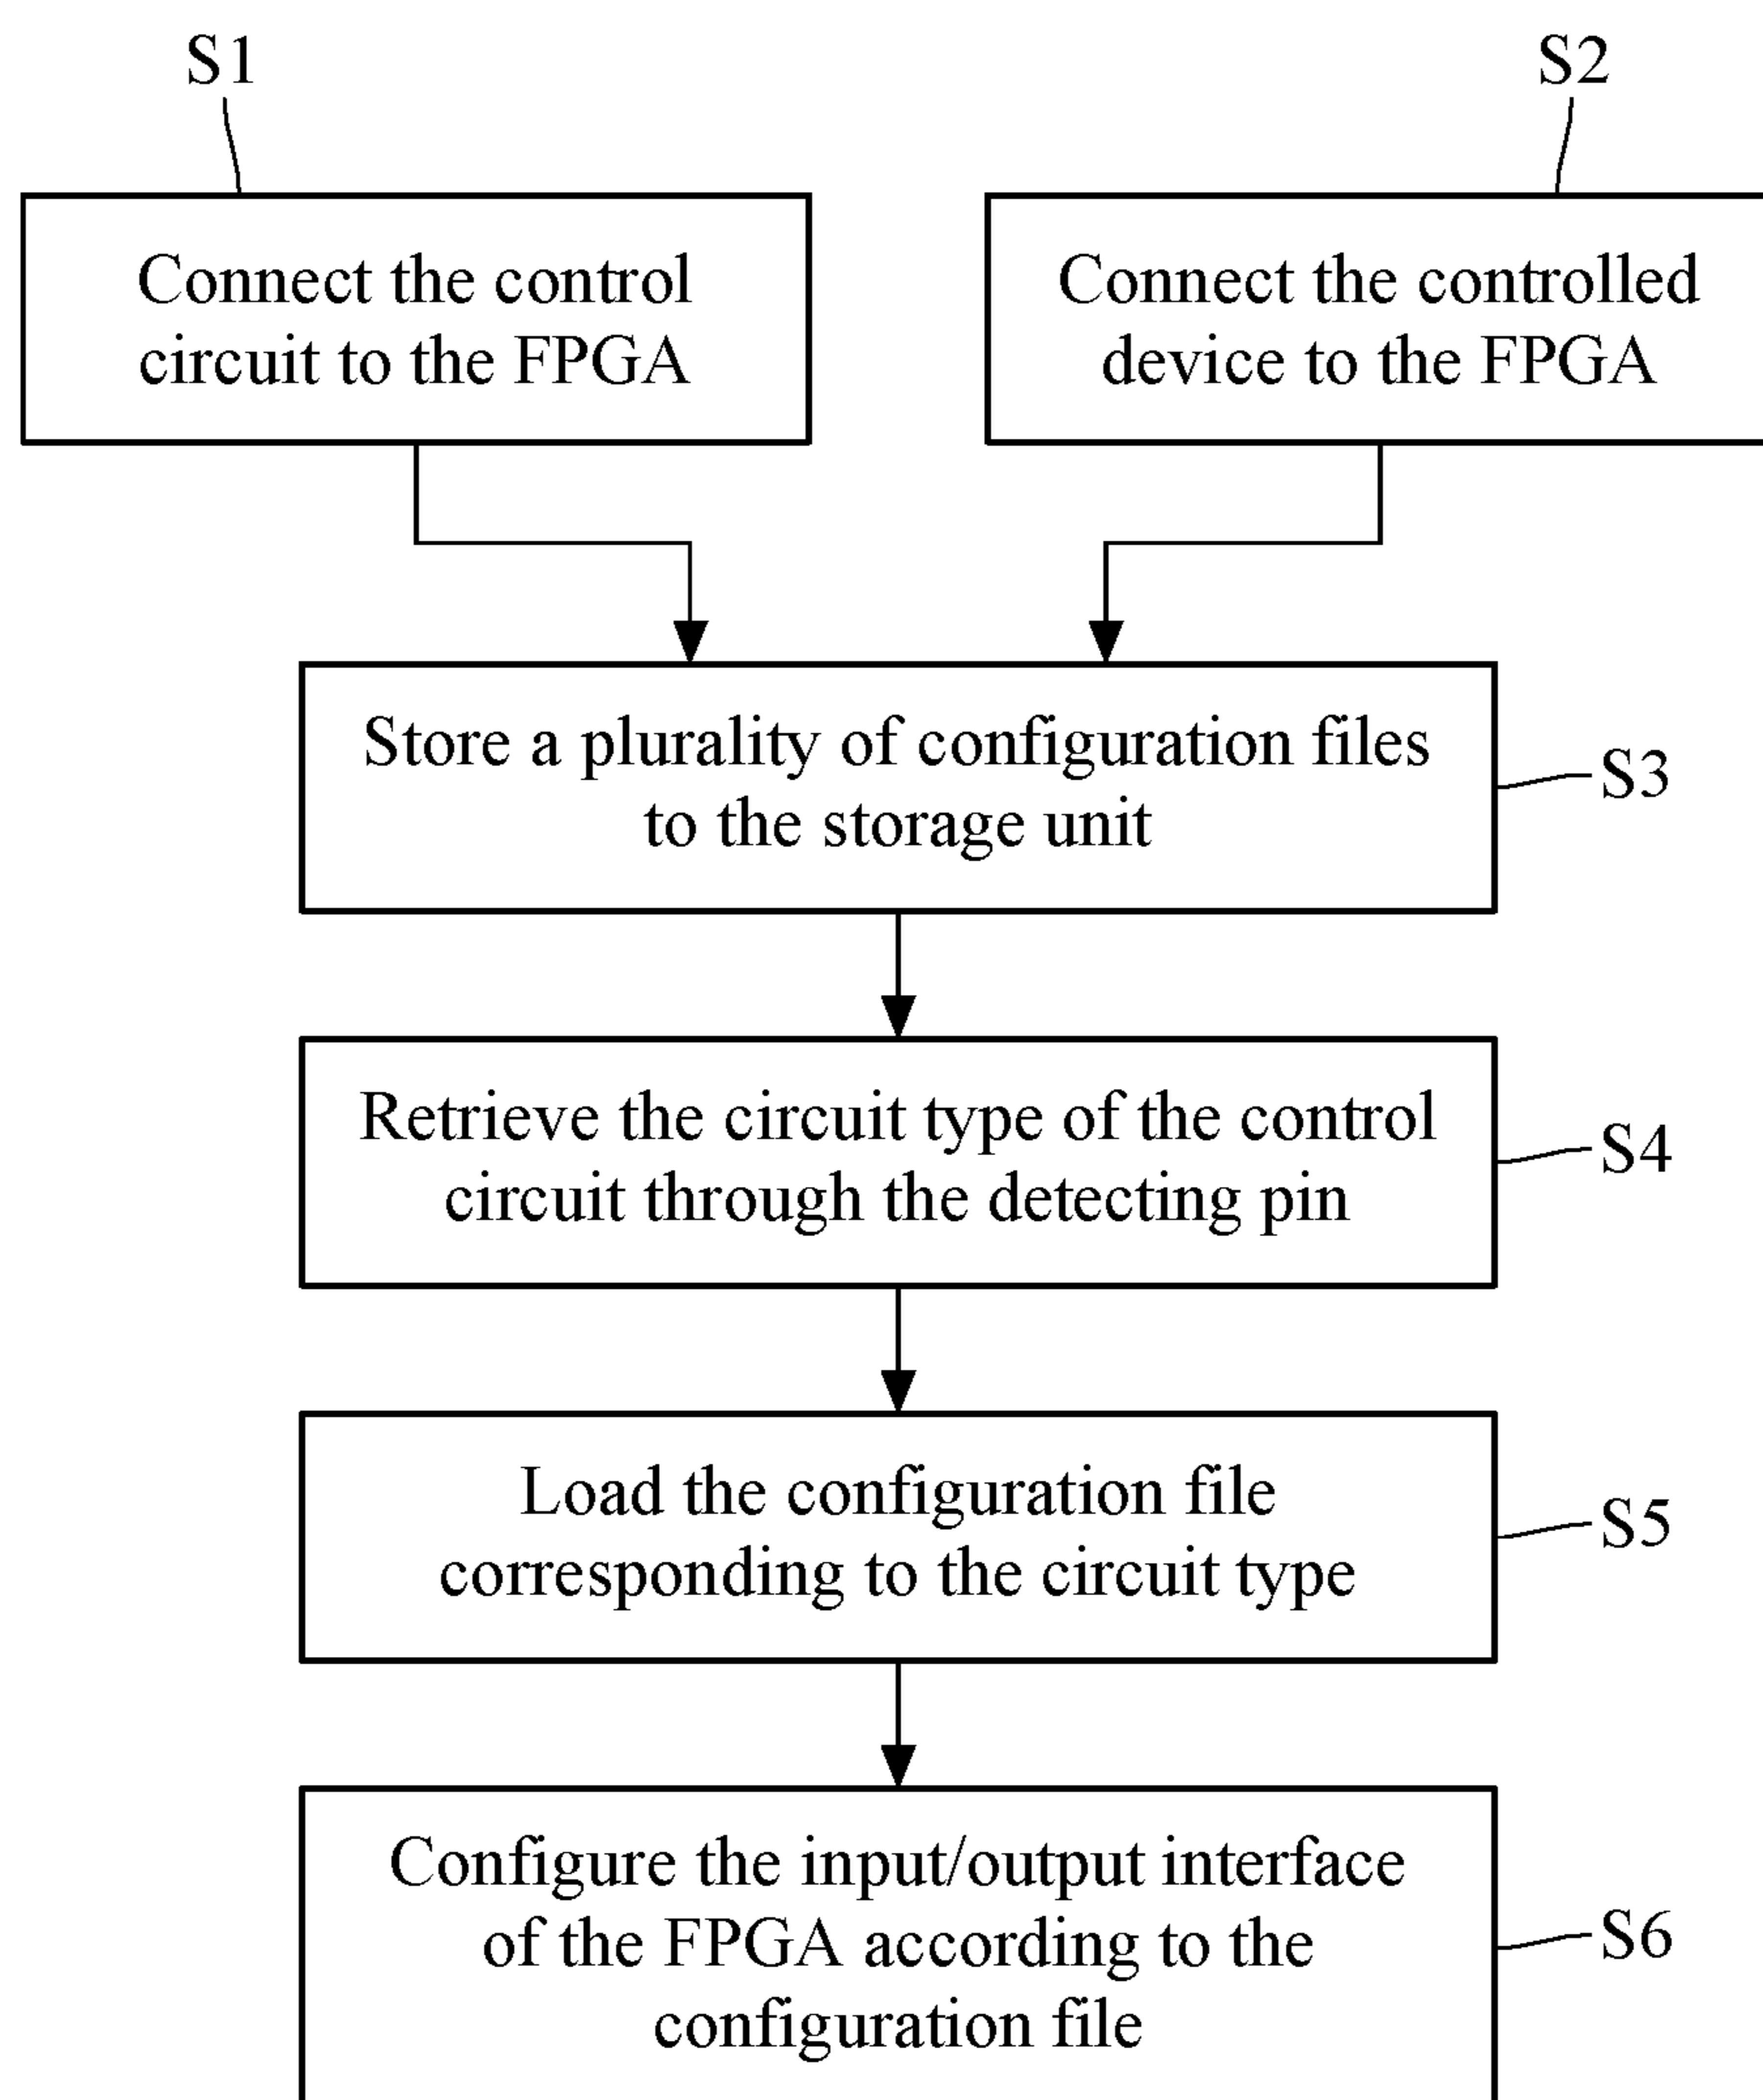 S1
S2
Connect the control
circuit to the FPGA
Connect the controlled
device to the FPGA
Store a plurality of configuration files
to the storage unit
S3
Retrieve the circuit type of the control
circuit through the detecting pin
S4
Load the configuration file
corresponding to the circuit type
S5
Configure the input/output interface
of the FPGA according to the
configuration file
S6